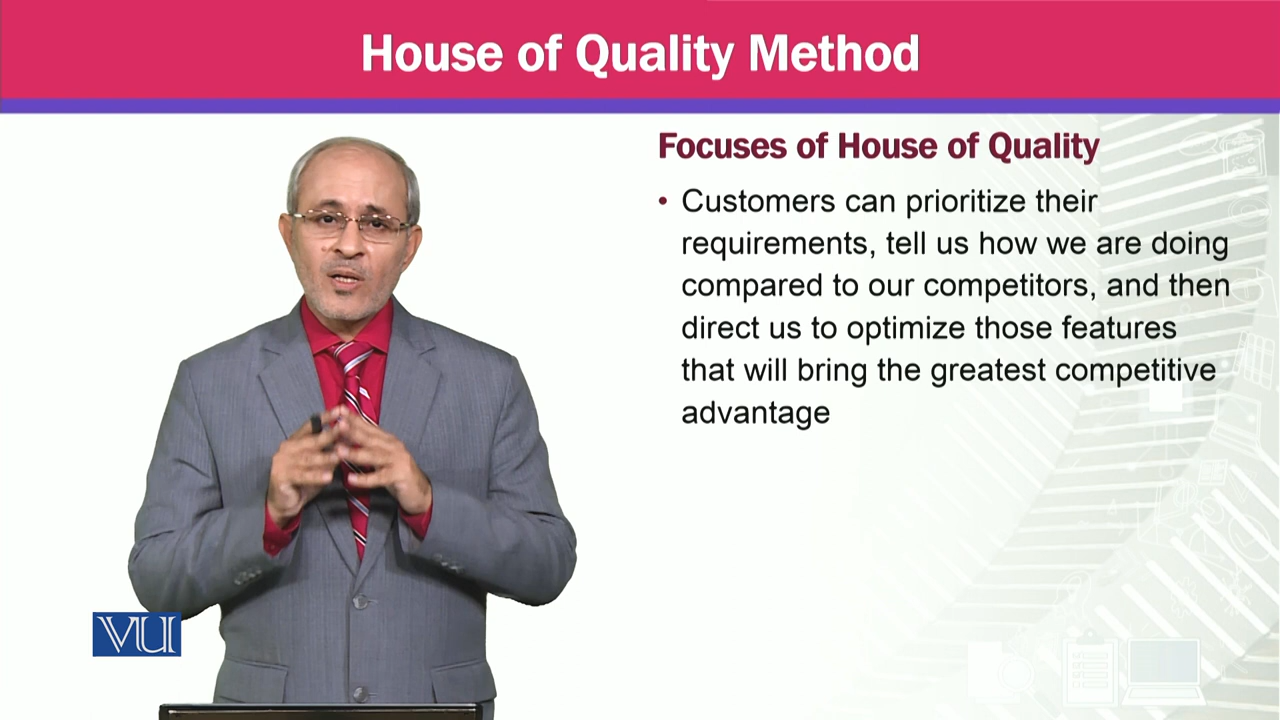 House of Quality Method
Focuses of House of Quality
• Customers can prioritize their
requirements, tell us how we are doing
compared to our competitors, and then
direct us to optimize those features
that will bring the greatest competitive
advantage
VU